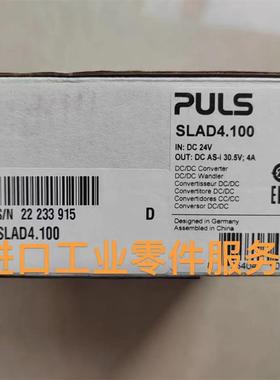 PULS
SLAD4.100
IN: DC 24V
OUT: DC AS-i 30.5V; 4A
DC/DC Converter
DC/DC Wandler
Convertisseur DC/DC
Convertitore DC/DC
Convertidores CC/CC
Conversor DC/DC
Designed in Germany
Assembled in China
S/N 22 233 915
D
SLAD4.100
进口工业零件服务